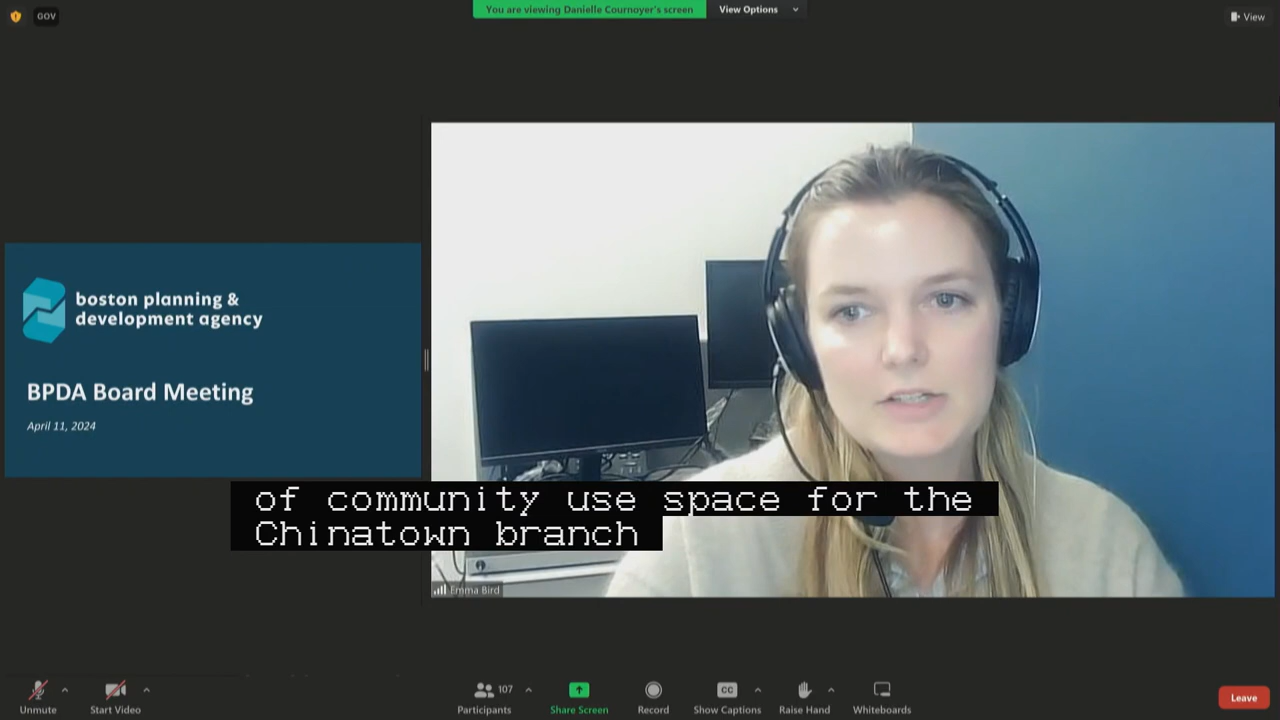 GOV
You are viewing Danielle Cournoyer's screen
View Options
View
boston planning &
development agency
BPDA Board Meeting
April 11, 2024
of community use space for the
Chinatown branch
Emma Bird
Unmute
Start Video
107
Participants
Share Screen
Record
CC
Show Captions
Raise Hand
Whiteboards
Leave